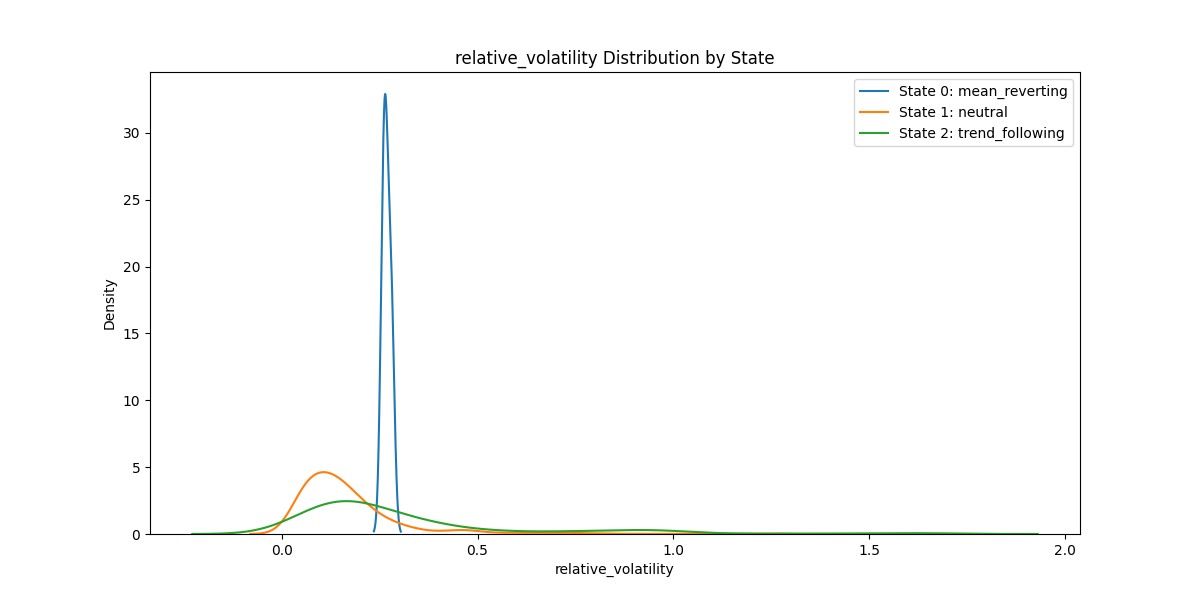 relative_volatility Distribution by State
State 0: mean_reverting
State 1: neutral
State 2: trend_following
Density
30
25
20
15
10
5
0
0.0 0.5 1.0 1.5 2.0
relative_volatility